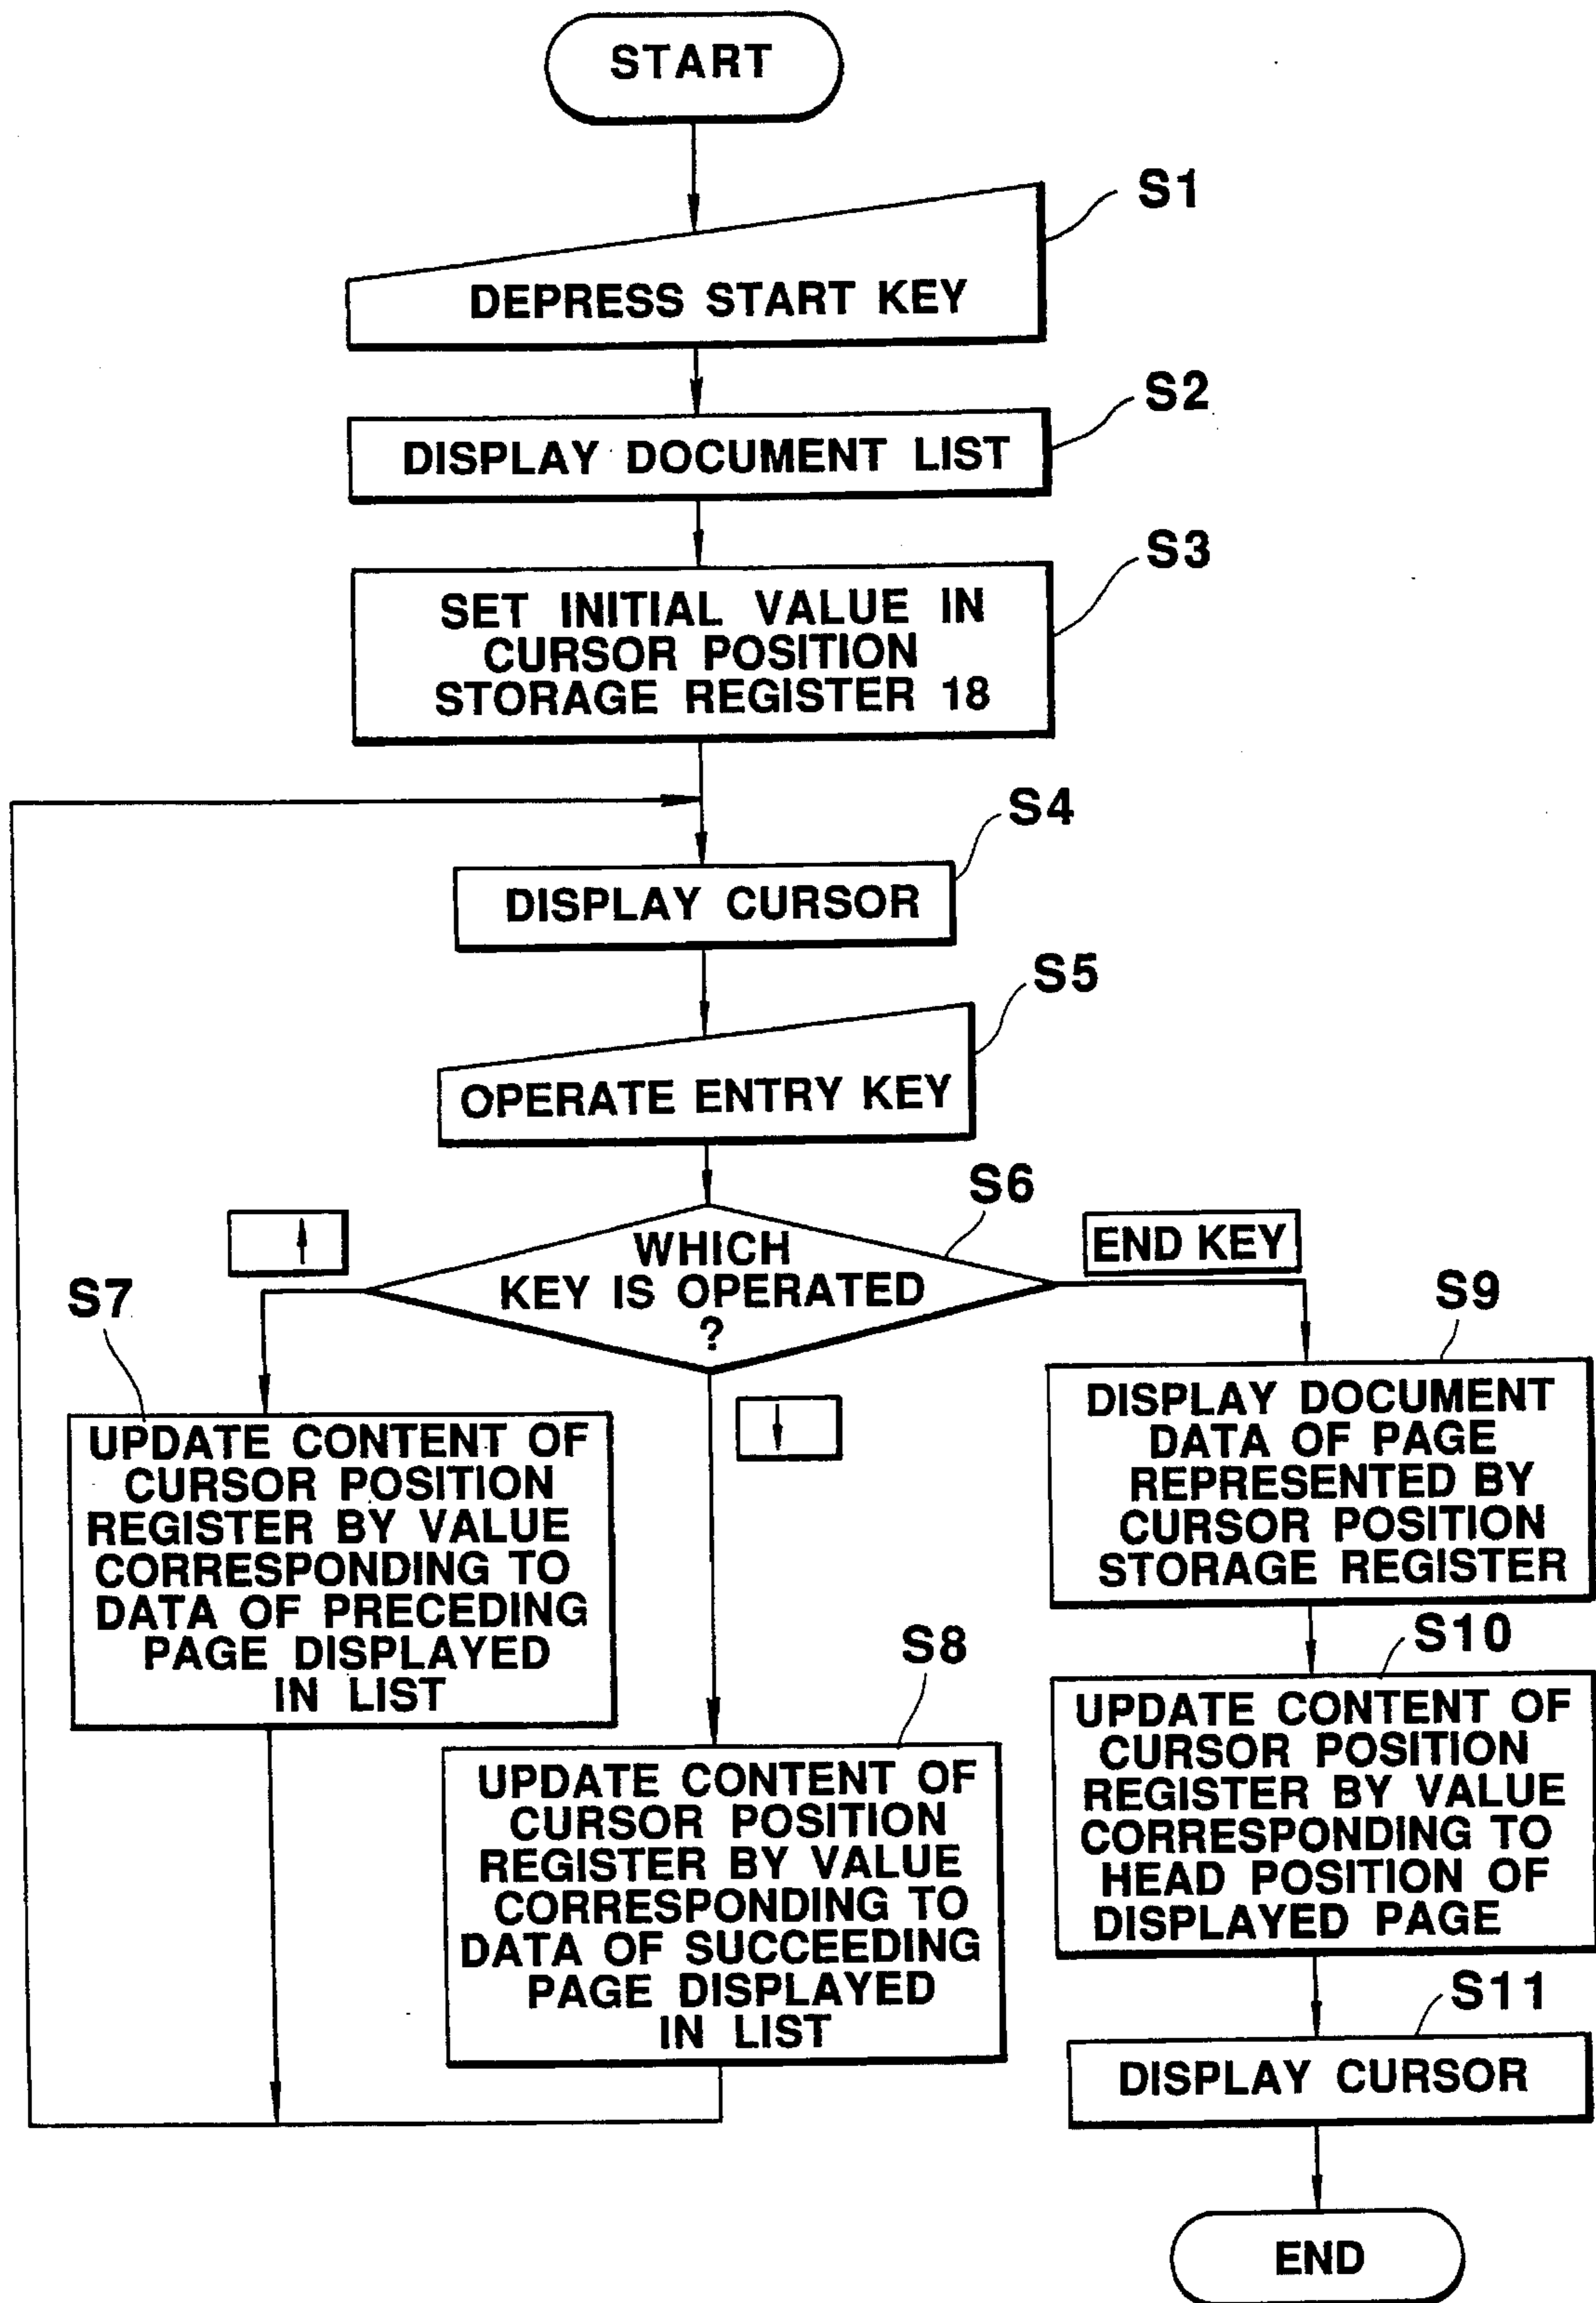 START
S1
DEPRESS START KEY
S2
DISPLAY DOCUMENT LIST
S3
SET INITIAL VALUE IN
CURSOR POSITION
STORAGE REGISTER 18
S4
DISPLAY CURSOR
S5
OPERATE ENTRY KEY
S6
↑
WHICH
KEY IS OPERATED
?
END KEY
S7
UPDATE CONTENT OF
CURSOR POSITION
REGISTER BY VALUE
CORRESPONDING TO
DATA OF PRECEDING
PAGE DISPLAYED
IN LIST
↓
S8
UPDATE CONTENT OF
CURSOR POSITION
REGISTER BY VALUE
CORRESPONDING TO
DATA OF SUCCEEDING
PAGE DISPLAYED
IN LIST
S9
DISPLAY DOCUMENT
DATA OF PAGE
REPRESENTED BY
CURSOR POSITION
STORAGE REGISTER
S10
UPDATE CONTENT OF
CURSOR POSITION
REGISTER BY VALUE
CORRESPONDING TO
HEAD POSITION OF
DISPLAYED PAGE
S11
DISPLAY CURSOR
END